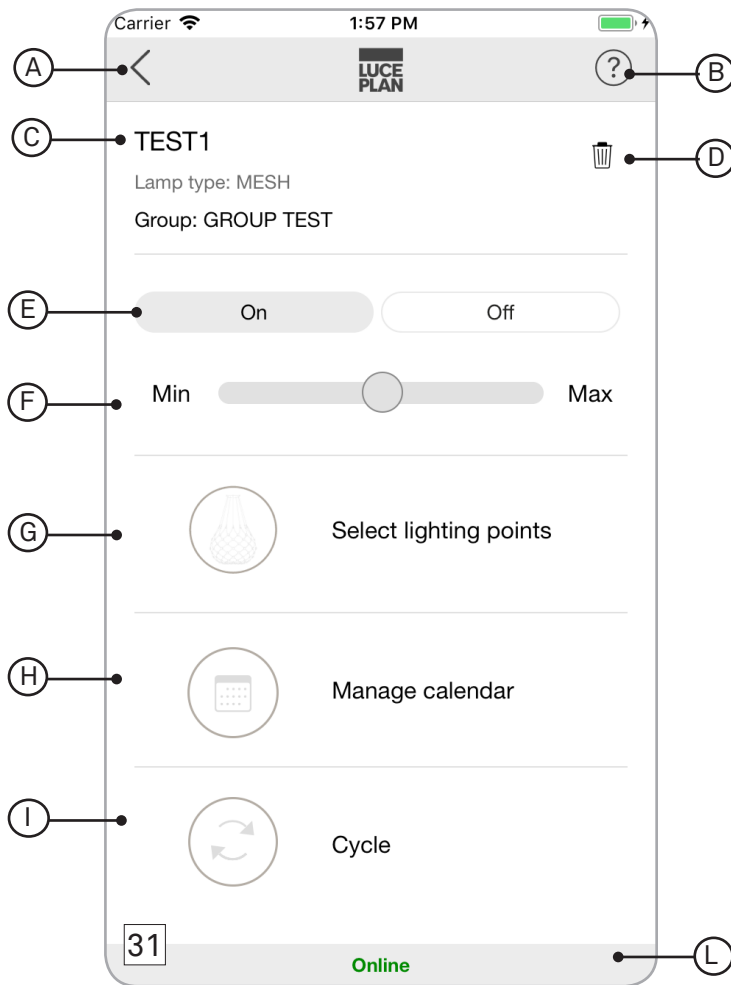 Carrier 1:57 PM
A
LUCE
PLAN
?
B
C
TEST1
D
Lamp type: MESH
Group: GROUP TEST
E
On Off
F
Min Max
G
Select lighting points
H
Manage calendar
I
Cycle
31
Online
L